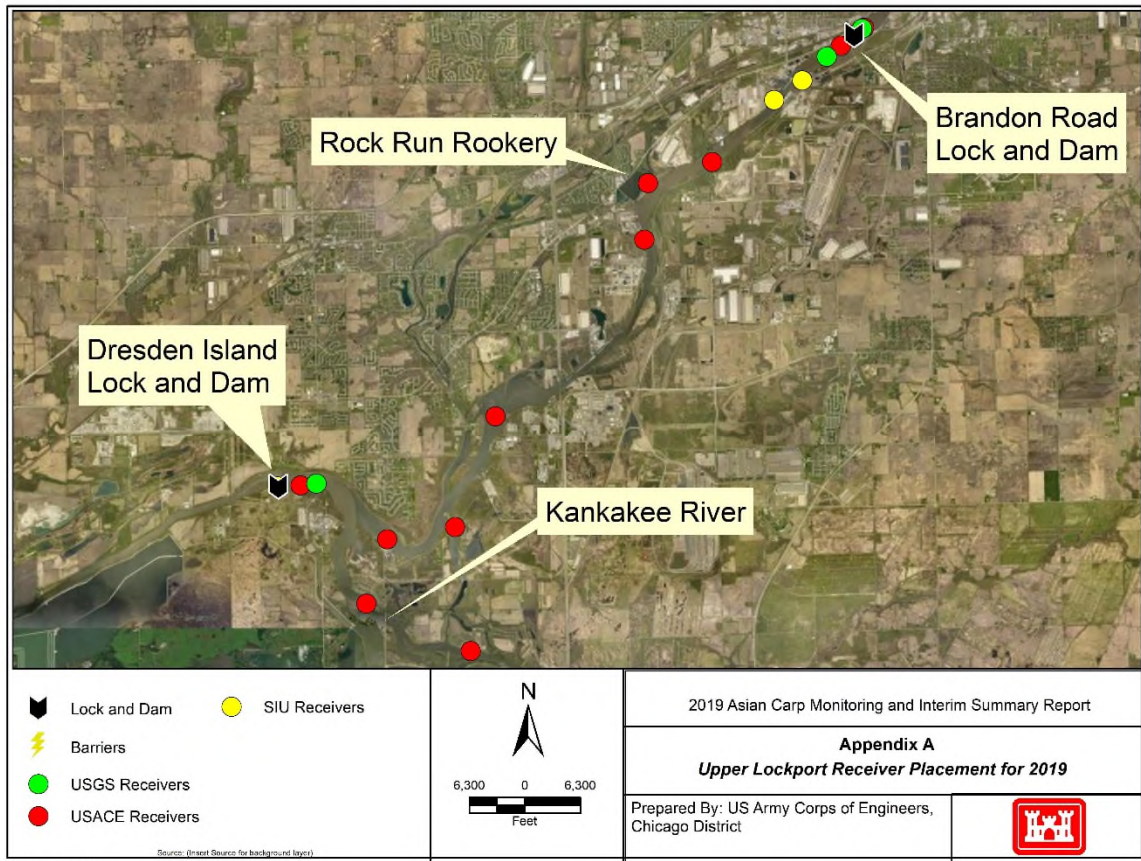 Rock Run Rookery
Brandon Road
Lock and Dam
Dresden Island
Lock and Dam
Kankakee River
Lock and Dam
SIU Receivers
Barriers
USGS Receivers
USACE Receivers
Source: (Insert Source for background layer)
N
6,300 0 6,300
Feet
2019 Asian Carp Monitoring and Interim Summary Report
Appendix A
Upper Lockport Receiver Placement for 2019
Prepared By: US Army Corps of Engineers,
Chicago District